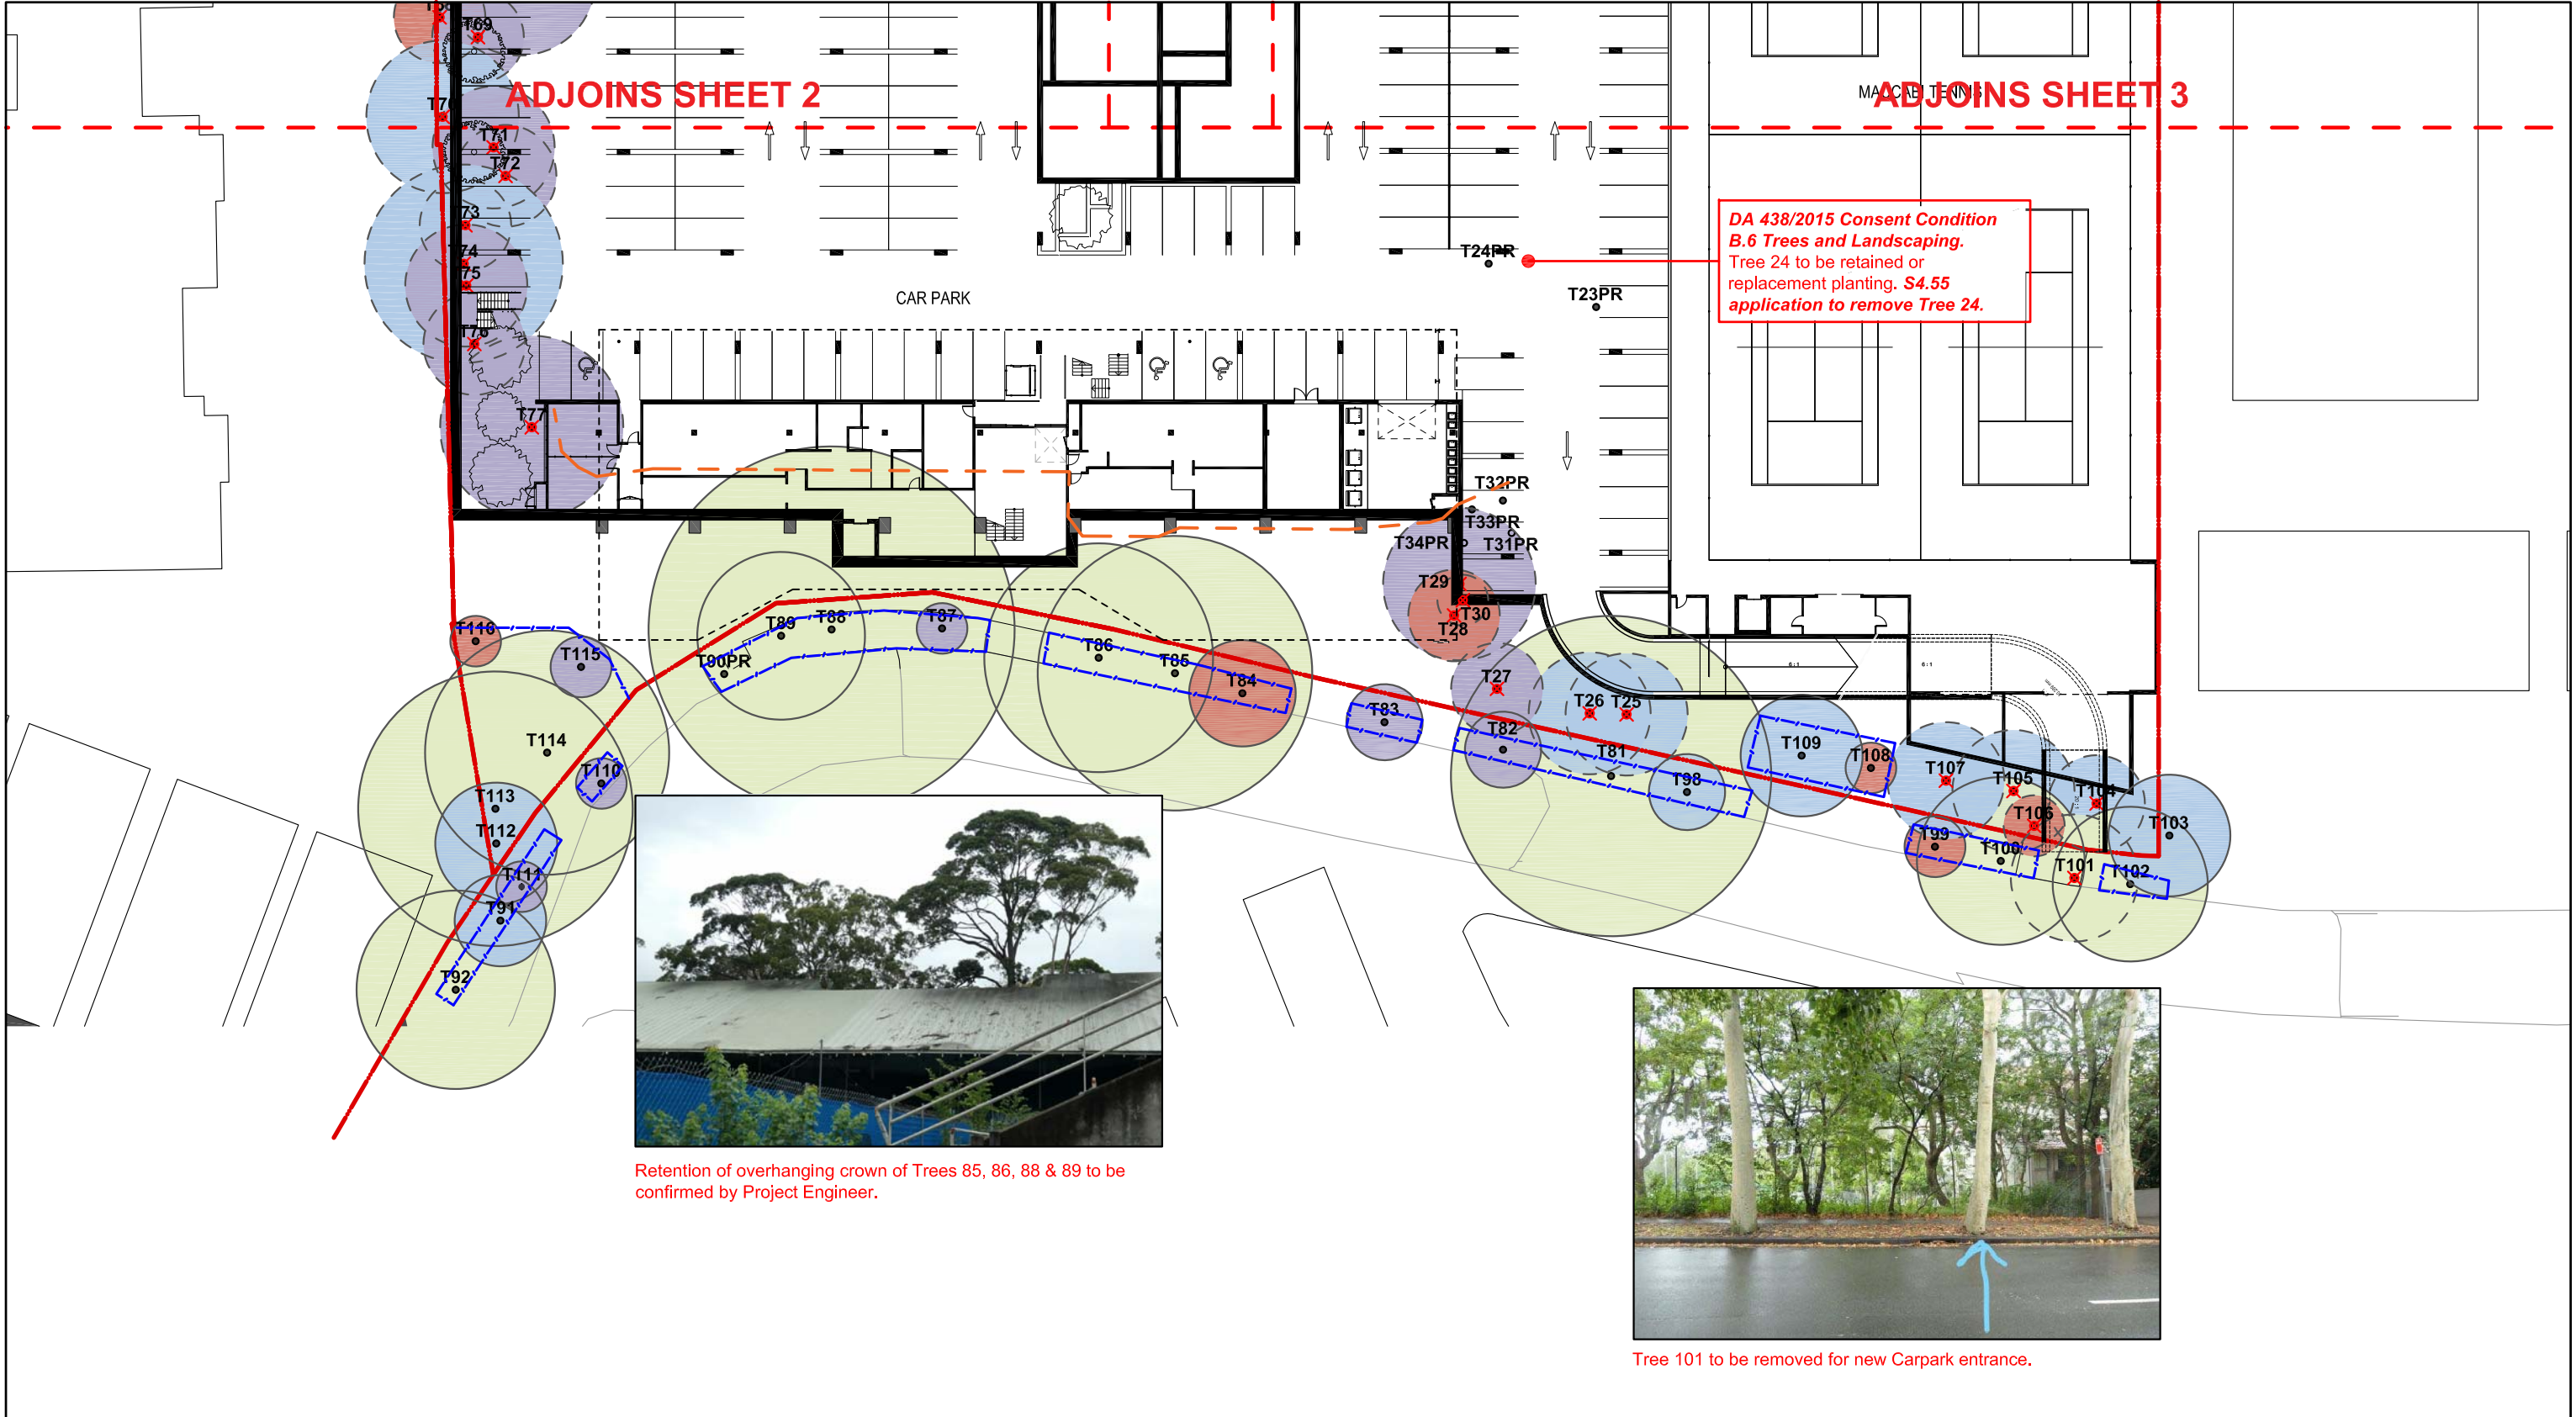 T69
ADJOINS SHEET 2
MACCABI TENNIS
ADJOINS SHEET 3
T71
T72
DA 438/2015 Consent Condition
B.6 Trees and Landscaping.
Tree 24 to be retained or
replacement planting. S4.55
application to remove Tree 24.
T24PR
T23PR
CAR PARK
T76
T77
T32PR
T33PR
T34PR
T31PR
T29
T30
T28
T116
T115
T89
T88
T87
T90PR
T86
T85
T84
T83
T27
T26
T25
T82
T81
T98
T109
T108
T107
T105
T104
T106
T103
T99
T100
T101
T102
6 : 1
6 : 1
T114
T110
T113
T112
T111
T91
T92
Retention of overhanging crown of Trees 85, 86, 88 & 89 to be
confirmed by Project Engineer.
Tree 101 to be removed for new Carpark entrance.